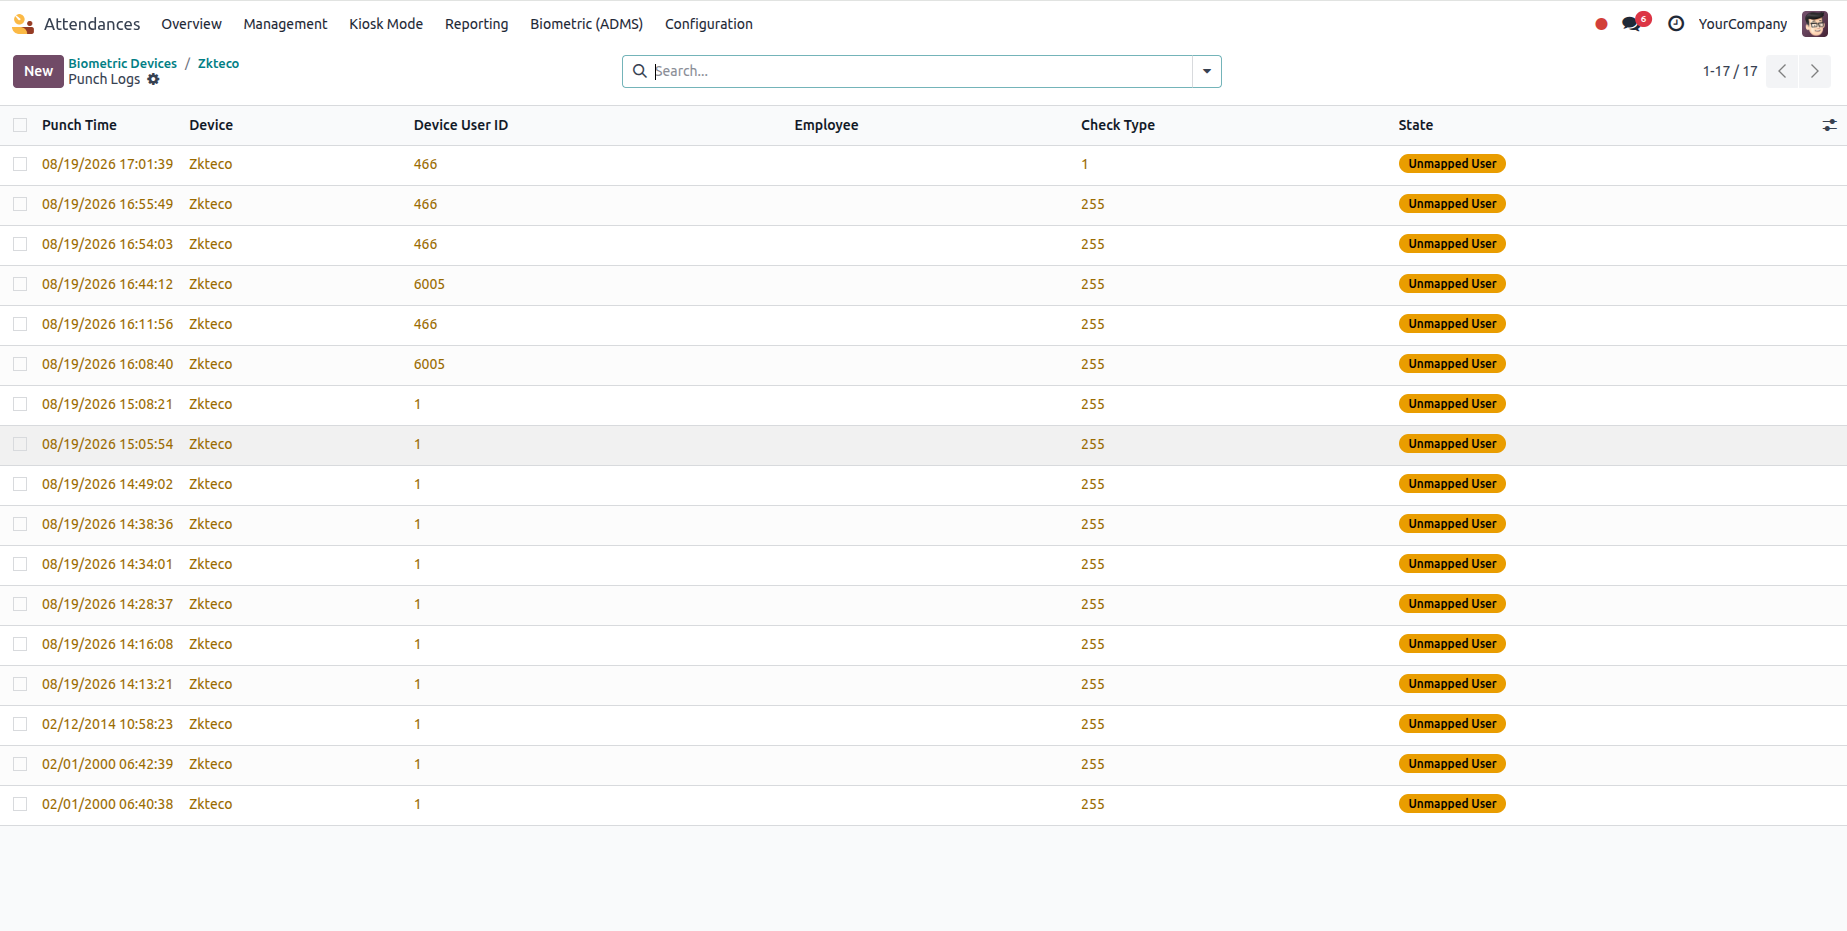 Attendances Overview Management Kiosk Mode Reporting Biometric (ADMS) Configuration 6 YourCompany
New Biometric Devices / Zkteco
Punch Logs
Search...
1-17 / 17
Punch Time Device Device User ID Employee Check Type State
08/19/2026 17:01:39 Zkteco 466 1 Unmapped User
08/19/2026 16:55:49 Zkteco 466 255 Unmapped User
08/19/2026 16:54:03 Zkteco 466 255 Unmapped User
08/19/2026 16:44:12 Zkteco 6005 255 Unmapped User
08/19/2026 16:11:56 Zkteco 466 255 Unmapped User
08/19/2026 16:08:40 Zkteco 6005 255 Unmapped User
08/19/2026 15:08:21 Zkteco 1 255 Unmapped User
08/19/2026 15:05:54 Zkteco 1 255 Unmapped User
08/19/2026 14:49:02 Zkteco 1 255 Unmapped User
08/19/2026 14:38:36 Zkteco 1 255 Unmapped User
08/19/2026 14:34:01 Zkteco 1 255 Unmapped User
08/19/2026 14:28:37 Zkteco 1 255 Unmapped User
08/19/2026 14:16:08 Zkteco 1 255 Unmapped User
08/19/2026 14:13:21 Zkteco 1 255 Unmapped User
02/12/2014 10:58:23 Zkteco 1 255 Unmapped User
02/01/2000 06:42:39 Zkteco 1 255 Unmapped User
02/01/2000 06:40:38 Zkteco 1 255 Unmapped User